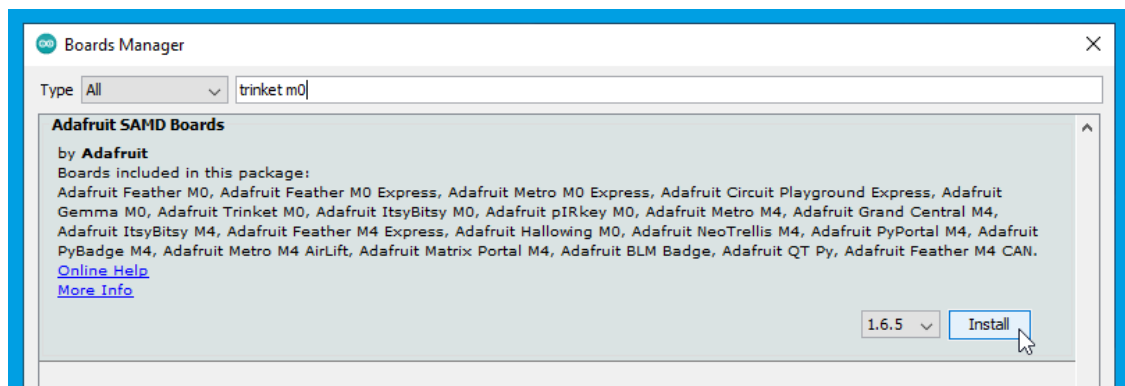 Boards Manager
Type All trinket m0
Adafruit SAMD Boards
by Adafruit
Boards included in this package:
Adafruit Feather M0, Adafruit Feather M0 Express, Adafruit Metro M0 Express, Adafruit Circuit Playground Express, Adafruit
Gemma M0, Adafruit Trinket M0, Adafruit ItsyBitsy M0, Adafruit pIRkey M0, Adafruit Metro M4, Adafruit Grand Central M4,
Adafruit ItsyBitsy M4, Adafruit Feather M4 Express, Adafruit Hallowing M0, Adafruit NeoTrellis M4, Adafruit PyPortal M4, Adafruit
PyBadge M4, Adafruit Metro M4 AirLift, Adafruit Matrix Portal M4, Adafruit BLM Badge, Adafruit QT Py, Adafruit Feather M4 CAN.
Online Help
More Info
1.6.5 Install